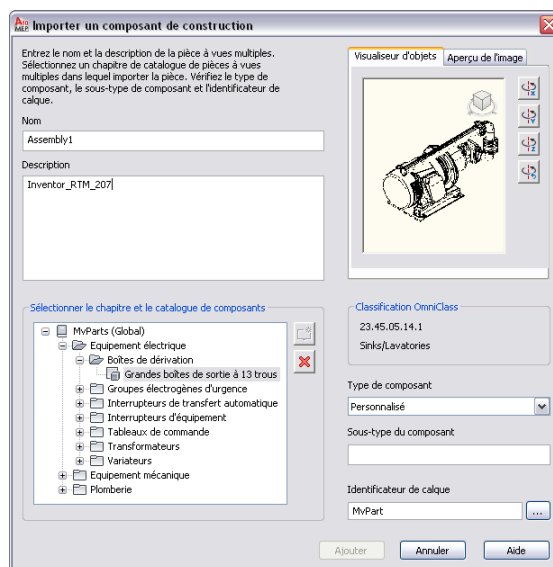 Importer un composant de construction
Entrez le nom et la description de la pièce à vues multiples.
Sélectionnez un chapitre de catalogue de pièces à vues
multiples dans lequel importer la pièce. Vérifiez le type de
composant, le sous-type de composant et l'identificateur de
calque.
Nom
Assembly1
Description
Inventor_RTM_207
Visualiseur d'objets
Aperçu de l'image
X
Y
Z
Sélectionner le chapitre et le catalogue de composants
MvParts (Global)
Equipement électrique
Boîtes de dérivation
Grandes boîtes de sortie à 13 trous
Groupes électrogènes d'urgence
Interrupteurs de transfert automatique
Interrupteurs d'équipement
Tableaux de commande
Transformateurs
Variateurs
Equipement mécanique
Plomberie
Classification OmniClass
23.45.05.14.1
Sinks/Lavatories
Type de composant
Personnalisé
Sous-type du composant
Identificateur de calque
MvPart
...
Ajouter
Annuler
Aide